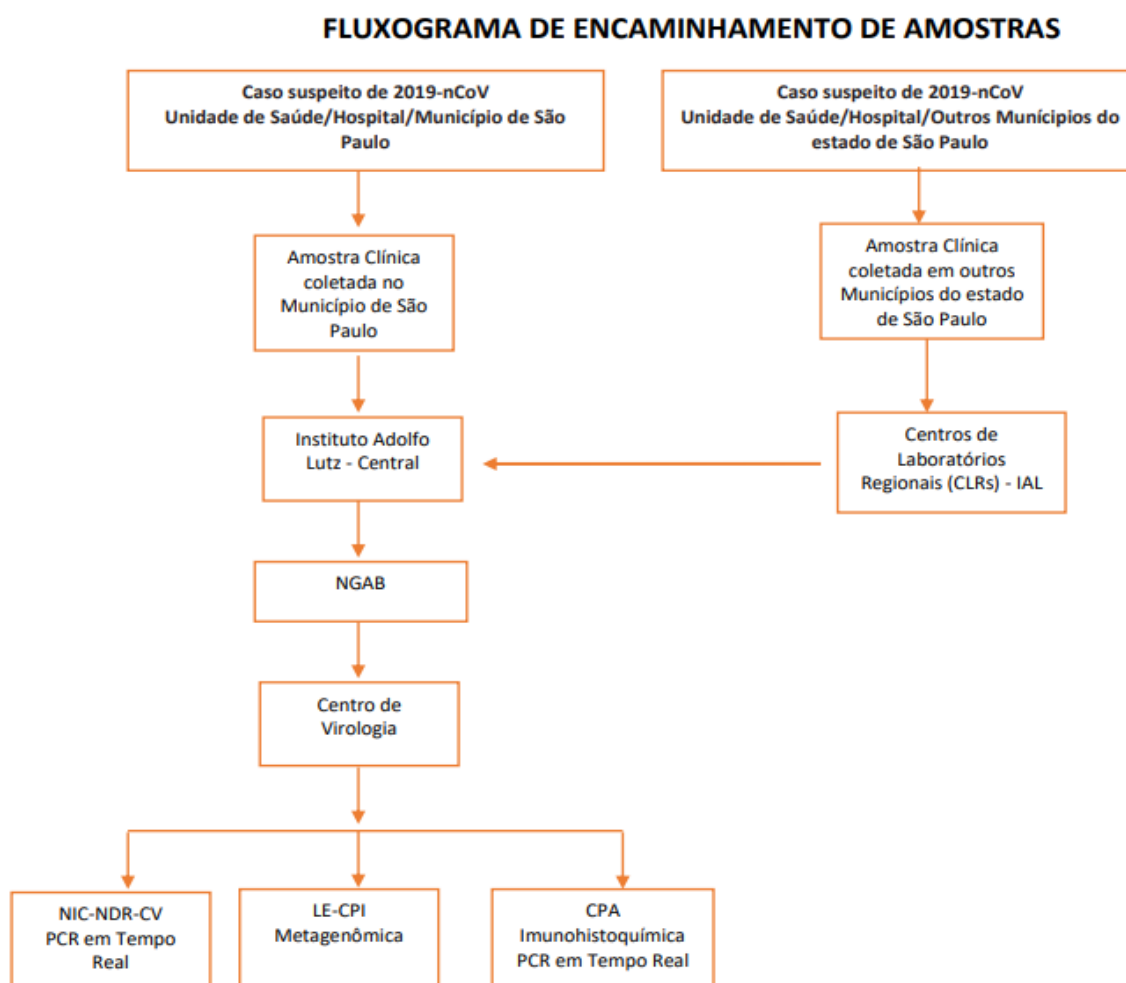 FLUXOGRAMA DE ENCAMINHAMENTO DE AMOSTRAS
Caso suspeito de 2019-nCoV
Unidade de Saúde/Hospital/Município de São
Paulo
Caso suspeito de 2019-nCoV
Unidade de Saúde/Hospital/Outros Munícipios do
estado de São Paulo
Amostra Clínica
coletada no
Município de São
Paulo
Amostra Clínica
coletada em outros
Municípios do estado
de São Paulo
Instituto Adolfo
Lutz - Central
Centros de
Laboratórios
Regionais (CLRs) - IAL
NGAB
Centro de
Virologia
NIC-NDR-CV
PCR em Tempo
Real
LE-CPI
Metagenômica
CPA
Imunohistoquímica
PCR em Tempo Real